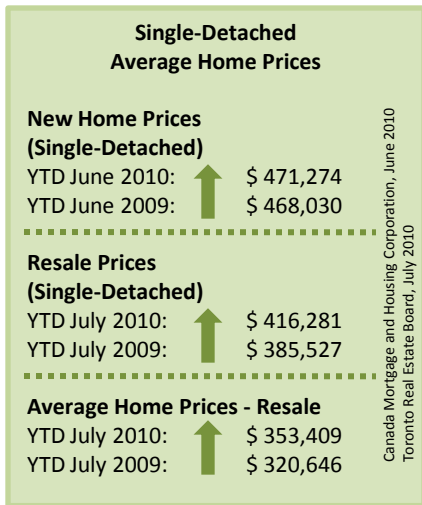 Single-Detached
Average Home Prices
New Home Prices
(Single-Detached)
YTD June 2010: $ 471,274
YTD June 2009: $ 468,030
Resale Prices
(Single-Detached)
YTD July 2010: $ 416,281
YTD July 2009: $ 385,527
Average Home Prices - Resale
YTD July 2010: $ 353,409
YTD July 2009: $ 320,646
Canada Mortgage and Housing Corporation, June 2010
Toronto Real Estate Board, July 2010